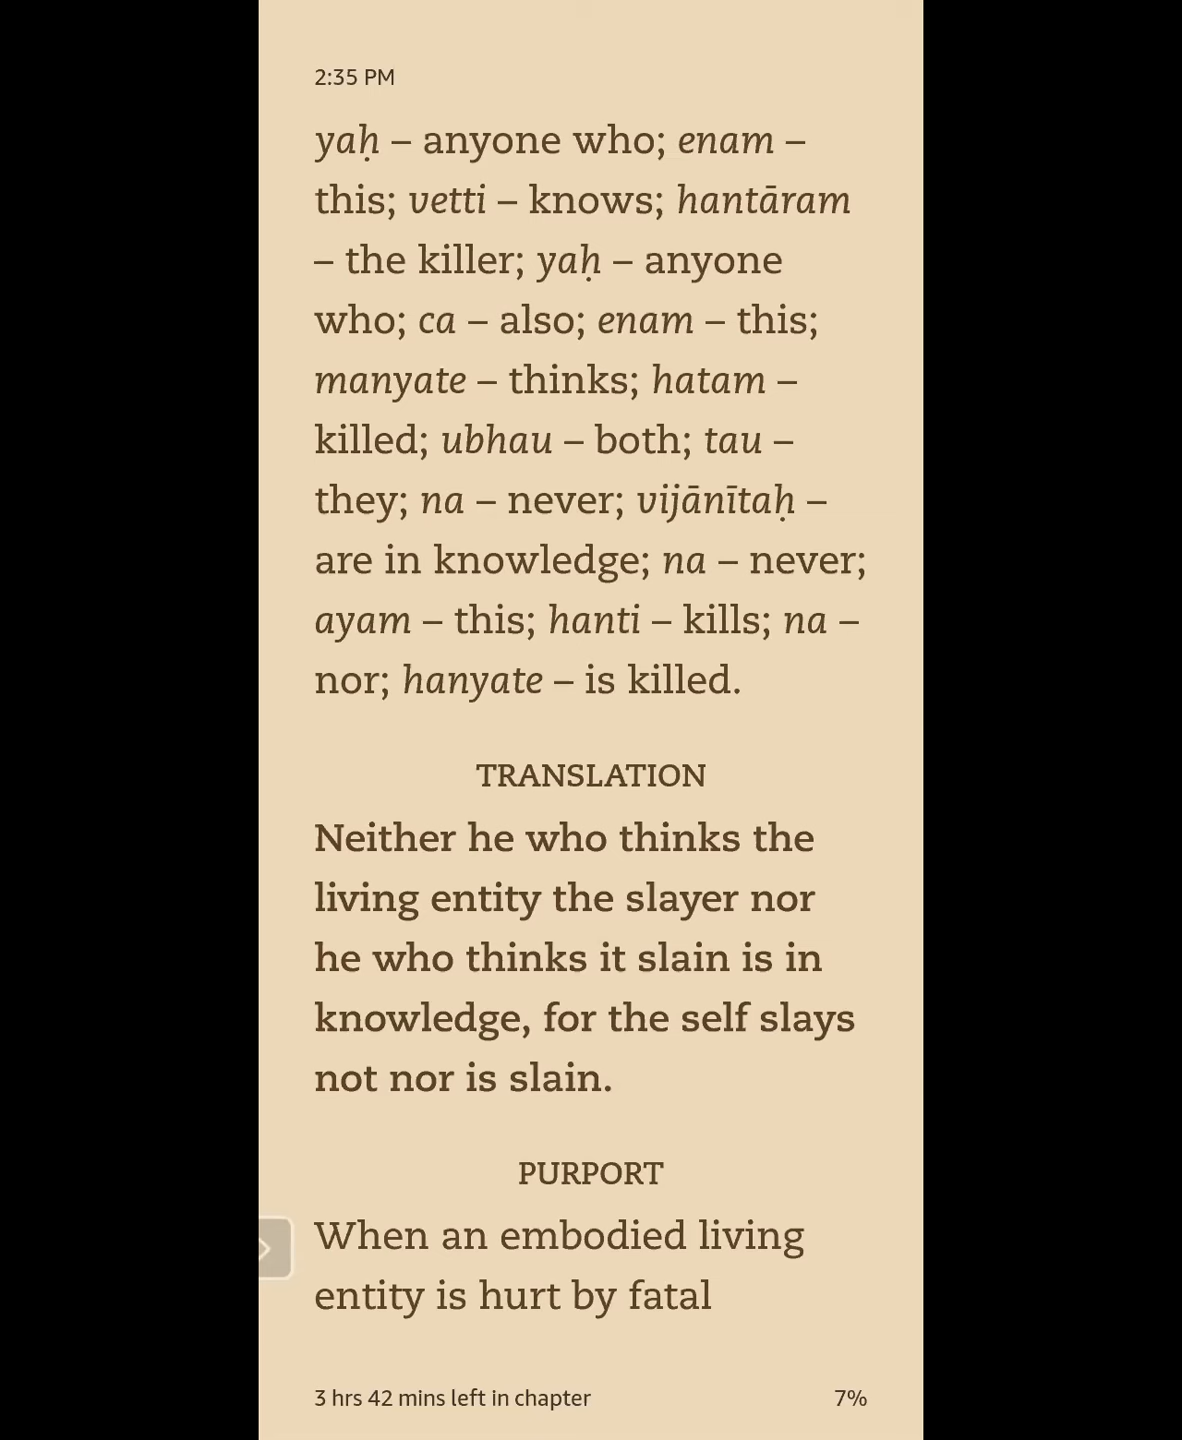 2:35 PM
yaḥ – anyone who; enam –
this; vetti – knows; hantāram
– the killer; yaḥ – anyone
who; ca – also; enam – this;
manyate – thinks; hatam –
killed; ubhau – both; tau –
they; na – never; vijānītaḥ –
are in knowledge; na – never;
ayam – this; hanti – kills; na –
nor; hanyate – is killed.
TRANSLATION
Neither he who thinks the
living entity the slayer nor
he who thinks it slain is in
knowledge, for the self slays
not nor is slain.
PURPORT
When an embodied living
entity is hurt by fatal
3 hrs 42 mins left in chapter 7%